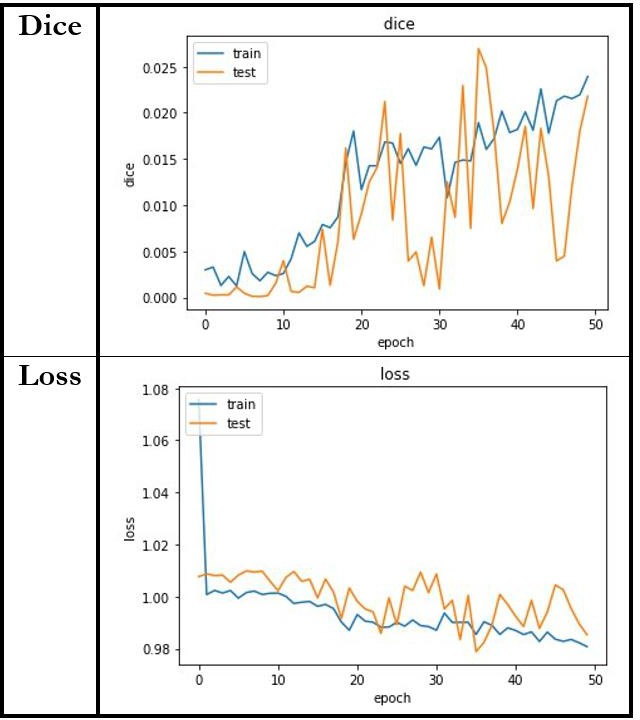 Dice
dice
train
test
0.025
0.020
0.015
0.010
0.005
0.000
dice
0 10 20 30 40 50
epoch
Loss
loss
1.08
train
test
1.06
1.04
1.02
1.00
0.98
loss
0 10 20 30 40 50
epoch